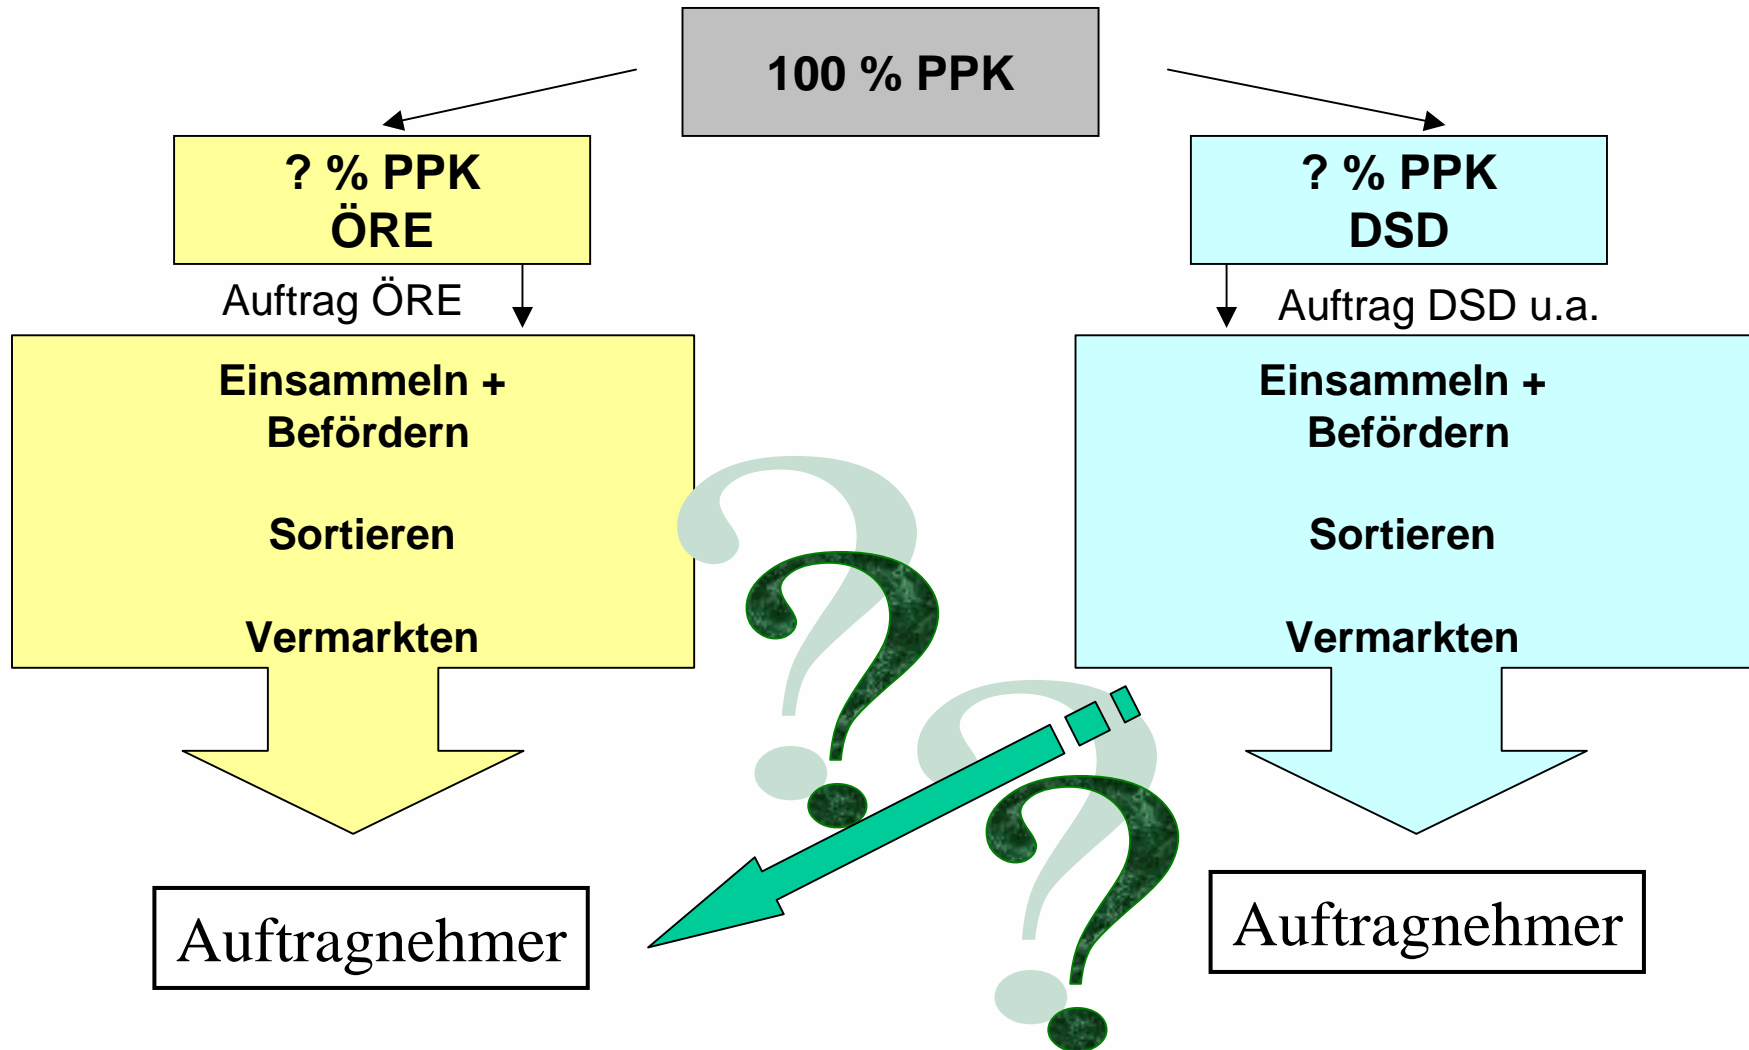 100 % PPK
? % PPK
ÖRE
Auftrag ÖRE
Einsammeln +
Befördern
Sortieren
Vermarkten
Auftragnehmer
? % PPK
DSD
Auftrag DSD u.a.
Einsammeln +
Befördern
Sortieren
Vermarkten
Auftragnehmer
?
?